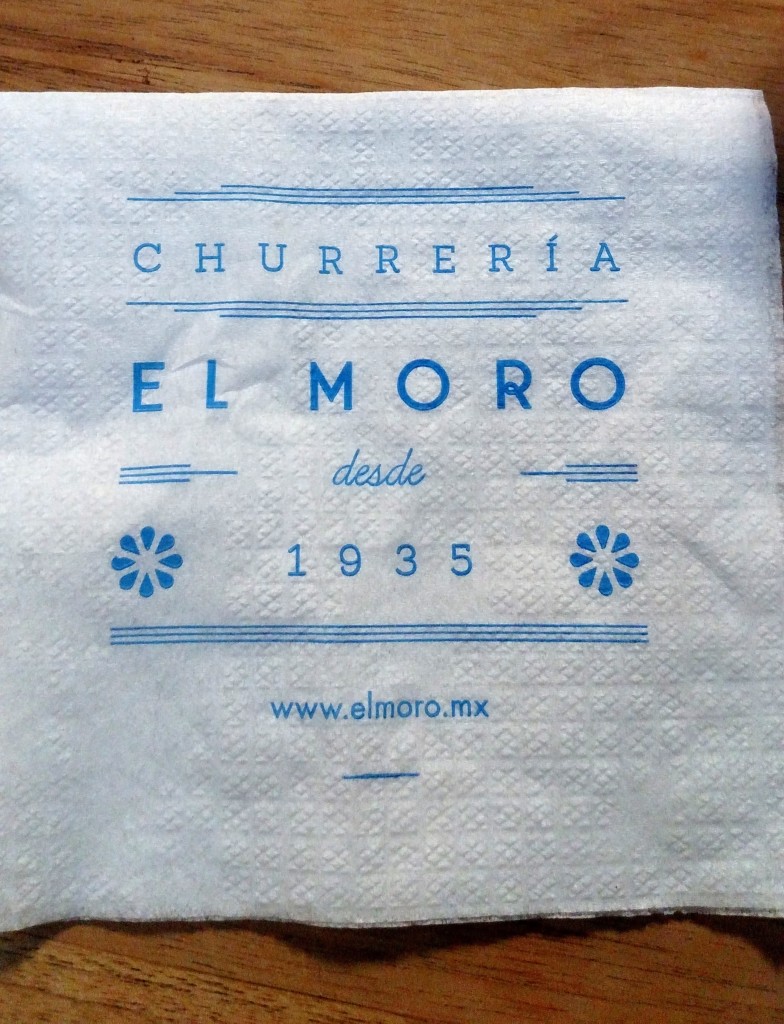 CHURRERÍA
EL MORO
desde
1935
www.elmoro.mx